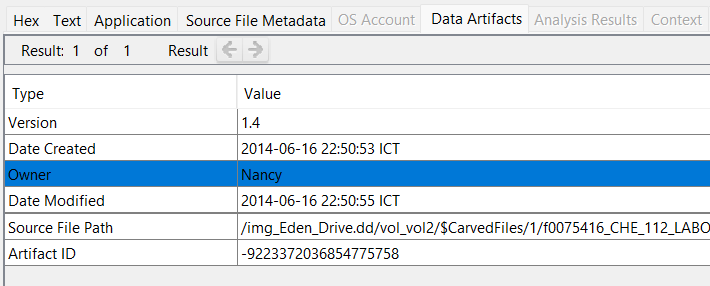 Hex Text Application Source File Metadata OS Account Data Artifacts Analysis Results Context
Result: 1 of 1 Result
Type Value
Version 1.4
Date Created 2014-06-16 22:50:53 ICT
Owner Nancy
Date Modified 2014-06-16 22:50:55 ICT
Source File Path /img_Eden_Drive.dd/vol_vol2/$CarvedFiles/1/f0075416_CHE_112_LABO
Artifact ID -9223372036854775758